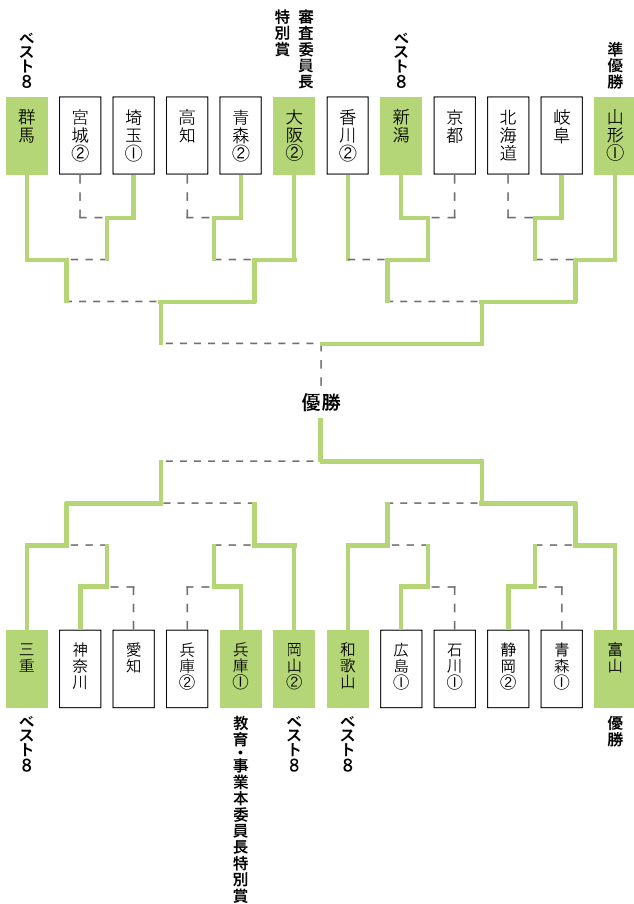 ベスト8
審査委員長
特別賞
ベスト8
準優勝
群馬
宮城②
埼玉①
高知
青森②
大阪②
香川②
新潟
京都
北海道
岐阜
山形①
優勝
三重
神奈川
愛知
兵庫②
兵庫①
岡山②
和歌山
広島①
石川①
静岡②
青森①
富山
ベスト8
教育・事業本委員長特別賞
ベスト8
ベスト8
優勝